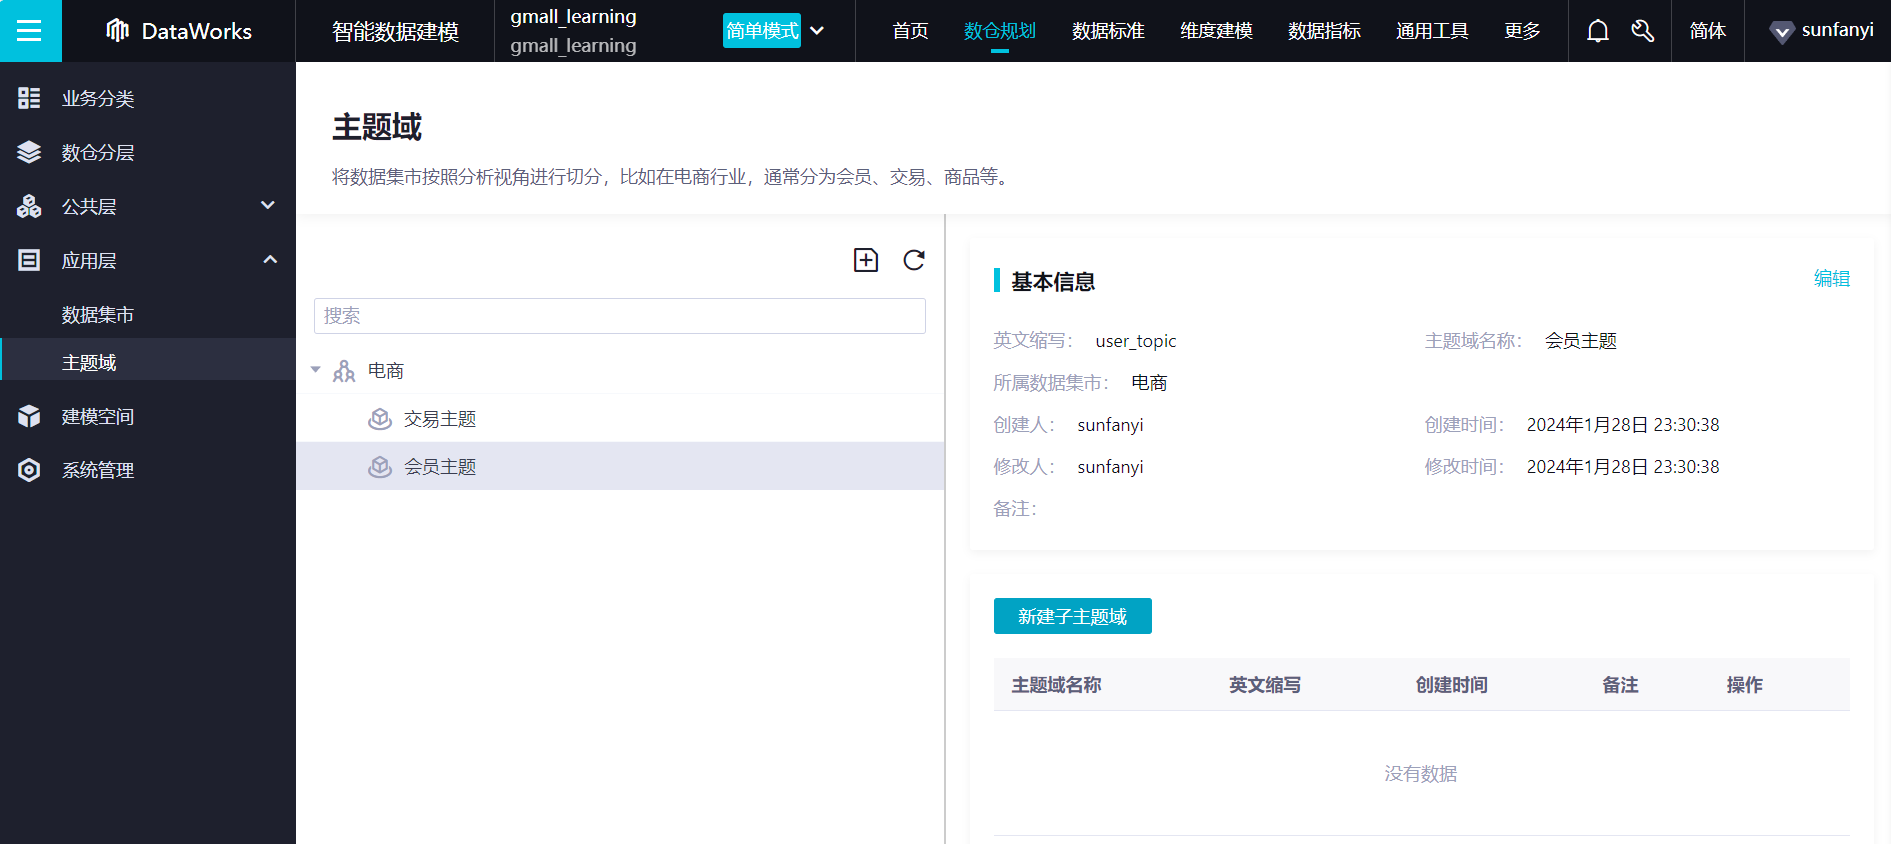 DataWorks
智能数据建模
gmall_learning
gmall_learning
简单模式
首页
数仓规划
数据标准
维度建模
数据指标
通用工具
更多
简体
sunfanyi
业务分类
数仓分层
公共层
应用层
数据集市
主题域
建模空间
系统管理
主题域
将数据集市按照分析视角进行切分，比如在电商行业，通常分为会员、交易、商品等。
搜索
电商
交易主题
会员主题
基本信息
编辑
英文缩写： user_topic
主题域名称： 会员主题
所属数据集市： 电商
创建人： sunfanyi
创建时间： 2024年1月28日 23:30:38
修改人： sunfanyi
修改时间： 2024年1月28日 23:30:38
备注：
新建子主题域
主题域名称 英文缩写 创建时间 备注 操作
没有数据